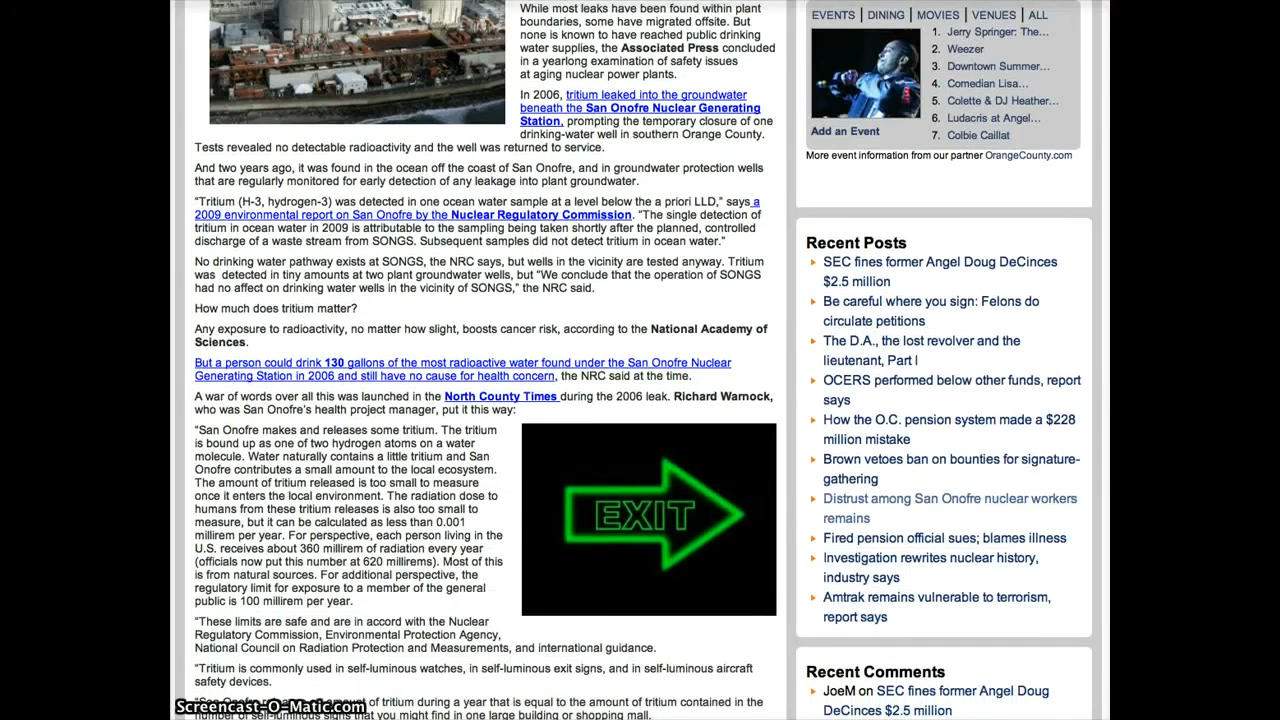 While most leaks have been found within plant
boundaries, some have migrated offsite. But
none is known to have reached public drinking
water supplies, the Associated Press concluded
in a yearlong examination of safety issues
at aging nuclear power plants.
In 2006, tritium leaked into the groundwater
beneath the San Onofre Nuclear Generating
Station, prompting the temporary closure of one
drinking-water well in southern Orange County.
Tests revealed no detectable radioactivity and the well was returned to service.
And two years ago, it was found in the ocean off the coast of San Onofre, and in groundwater protection wells
that are regularly monitored for early detection of any leakage into plant groundwater.
“Tritium (H-3, hydrogen-3) was detected in one ocean water sample at a level below the a priori LLD,” says a
2009 environmental report on San Onofre by the Nuclear Regulatory Commission. “The single detection of
tritium in ocean water in 2009 is attributable to the sampling being taken shortly after the planned, controlled
discharge of a waste stream from SONGS. Subsequent samples did not detect tritium in ocean water.”
No drinking water pathway exists at SONGS, the NRC says, but wells in the vicinity are tested anyway. Tritium
was detected in tiny amounts at two plant groundwater wells, but “We conclude that the operation of SONGS
had no affect on drinking water wells in the vicinity of SONGS,” the NRC said.
How much does tritium matter?
Any exposure to radioactivity, no matter how slight, boosts cancer risk, according to the National Academy of
Sciences.
But a person could drink 130 gallons of the most radioactive water found under the San Onofre Nuclear
Generating Station in 2006 and still have no cause for health concern, the NRC said at the time.
A war of words over all this was launched in the North County Times during the 2006 leak. Richard Warnock,
who was San Onofre’s health project manager, put it this way:
“San Onofre makes and releases some tritium. The tritium
is bound up as one of two hydrogen atoms on a water
molecule. Water naturally contains a little tritium and San
Onofre contributes a small amount to the local ecosystem.
The amount of tritium released is too small to measure
once it enters the local environment. The radiation dose to
humans from these tritium releases is also too small to
measure, but it can be calculated as less than 0.001
millirem per year. For perspective, each person living in the
U.S. receives about 360 millirem of radiation every year
(officials now put this number at 620 millirems). Most of this
is from natural sources. For additional perspective, the
regulatory limit for exposure to a member of the general
public is 100 millirem per year.
EXIT
“These limits are safe and are in accord with the Nuclear
Regulatory Commission, Environmental Protection Agency,
National Council on Radiation Protection and Measurements, and international guidance.
“Tritium is commonly used in self-luminous watches, in self-luminous exit signs, and in self-luminous aircraft
safety devices.
amount of tritium during a year that is equal to the amount of tritium contained in the
number of self-luminous signs that you might find in one large building or shopping mall.
Screencast-O-Matic.com
EVENTS | DINING | MOVIES | VENUES | ALL
1. Jerry Springer: The...
2. Weezer
3. Downtown Summer...
4. Comedian Lisa...
5. Colette & DJ Heather...
6. Ludacris at Angel...
7. Colbie Caillat
Add an Event
More event information from our partner OrangeCounty.com
Recent Posts
SEC fines former Angel Doug DeCinces
$2.5 million
Be careful where you sign: Felons do
circulate petitions
The D.A., the lost revolver and the
lieutenant, Part I
OCERS performed below other funds, report
says
How the O.C. pension system made a $228
million mistake
Brown vetoes ban on bounties for signature-
gathering
Distrust among San Onofre nuclear workers
remains
Fired pension official sues; blames illness
Investigation rewrites nuclear history,
industry says
Amtrak remains vulnerable to terrorism,
report says
Recent Comments
JoeM on SEC fines former Angel Doug
DeCinces $2.5 million